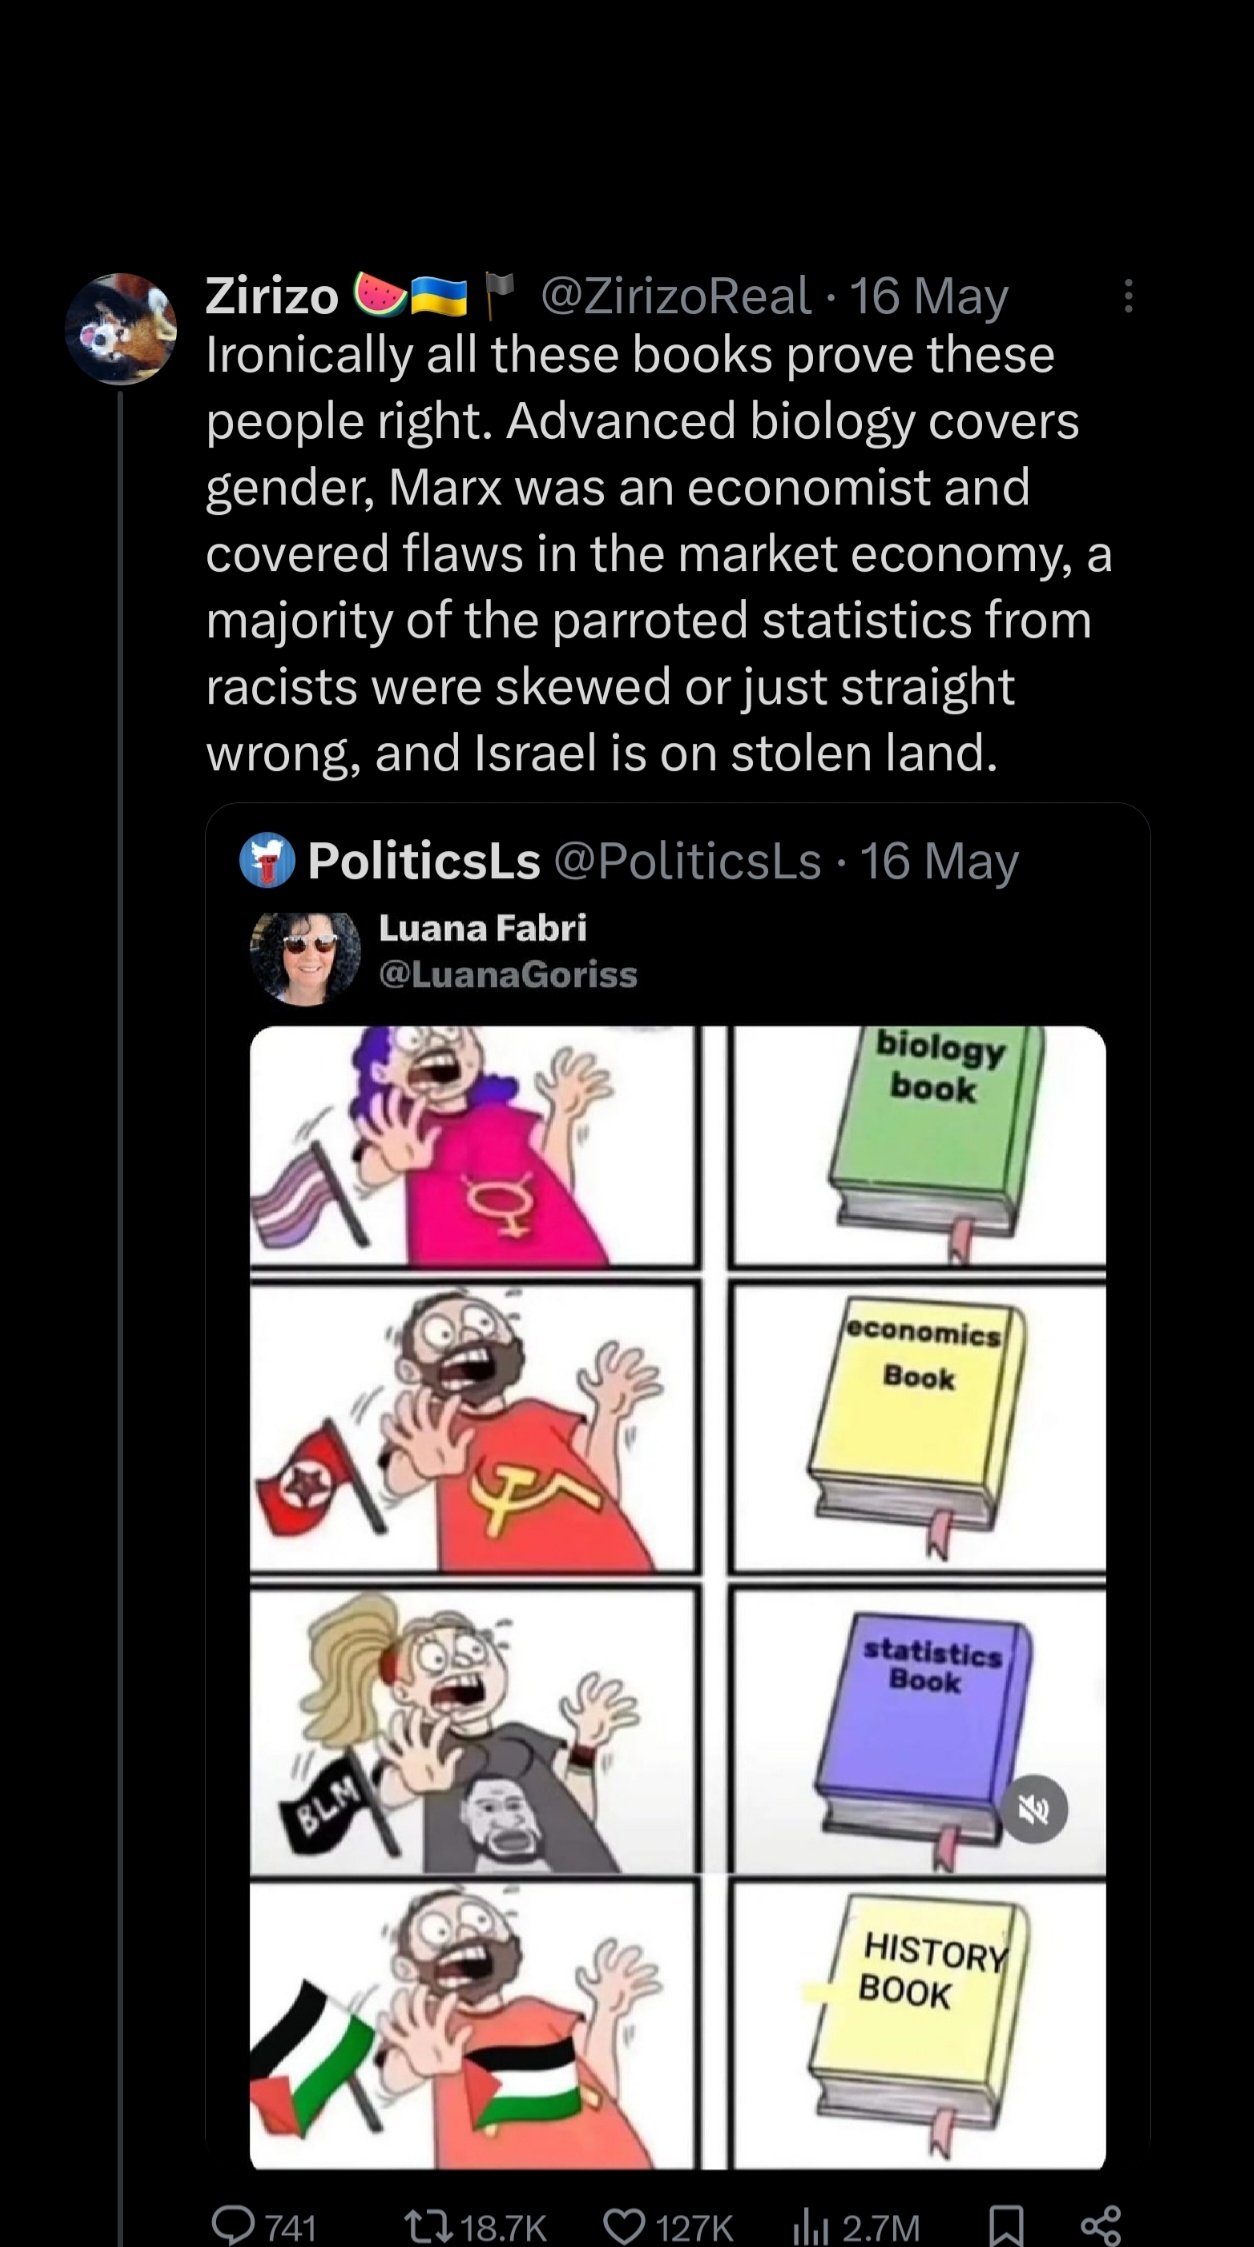 Zirizo 🍉🇺🇦🏴 @ZirizoReal · 16 May
Ironically all these books prove these
people right. Advanced biology covers
gender, Marx was an economist and
covered flaws in the market economy, a
majority of the parroted statistics from
racists were skewed or just straight
wrong, and Israel is on stolen land.
PoliticsLs @PoliticsLs · 16 May
Luana Fabri
@LuanaGoriss
biology
book
economics
Book
statistics
Book
BLM
HISTORY
BOOK
741 18.7K 127K 2.7M